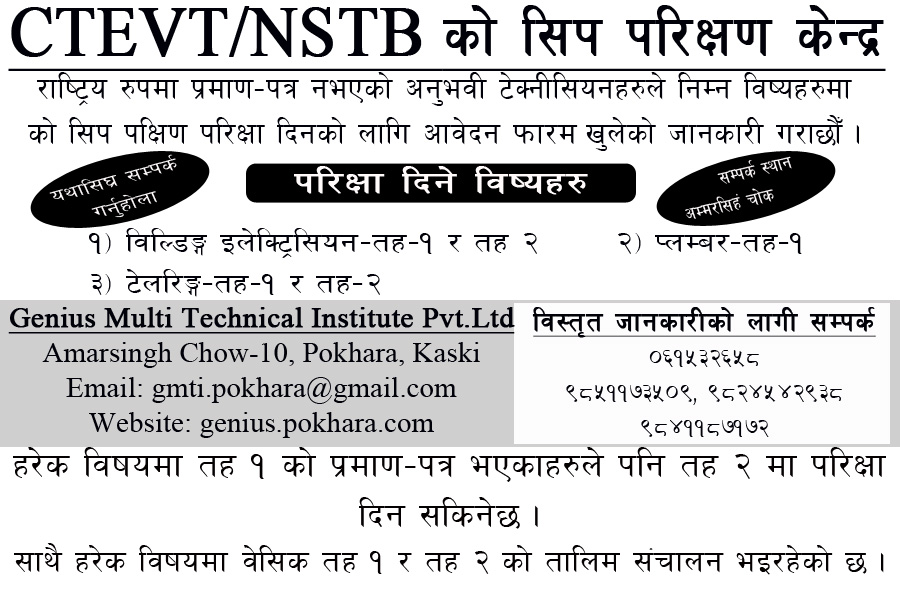 CTEVT/NSTB को सिप परिक्षण केन्द्र
राष्ट्रिय रुपमा प्रमाण-पत्र नभएको अनुभवी टेक्नीसियनहरुले निम्न विष्यहरुमा
को सिप पक्षिण परिक्षा दिनको लागि आवेदन फारम खुलेको जानकारी गराछौँ ।
यथासिघ्र सम्पर्क
गर्नुहोला
परिक्षा दिने विष्यहरु
सम्पर्क स्थान
अम्मरसिहं चोक
१) विल्डिङ्ग इलेक्ट्रिसियन-तह-१ र तह २
२) प्लम्बर-तह-१
३) टेलरिङ्ग-तह-१ र तह-२
Genius Multi Technical Institute Pvt.Ltd
Amarsingh Chow-10, Pokhara, Kaski
Email: gmti.pokhara@gmail.com
Website: genius.pokhara.com
विस्तृत जानकारीको लागी सम्पर्क
०६१५३२६५८
९८५११७३५०९, ९८२४५४२९३८
९८४११८७१७२
हरेक विषयमा तह १ को प्रमाण-पत्र भएकाहरुले पनि तह २ मा परिक्षा
दिन सकिनेछ ।
साथै हरेक विषयमा वेसिक तह १ र तह २ को तालिम संचालन भइरहेको छ ।